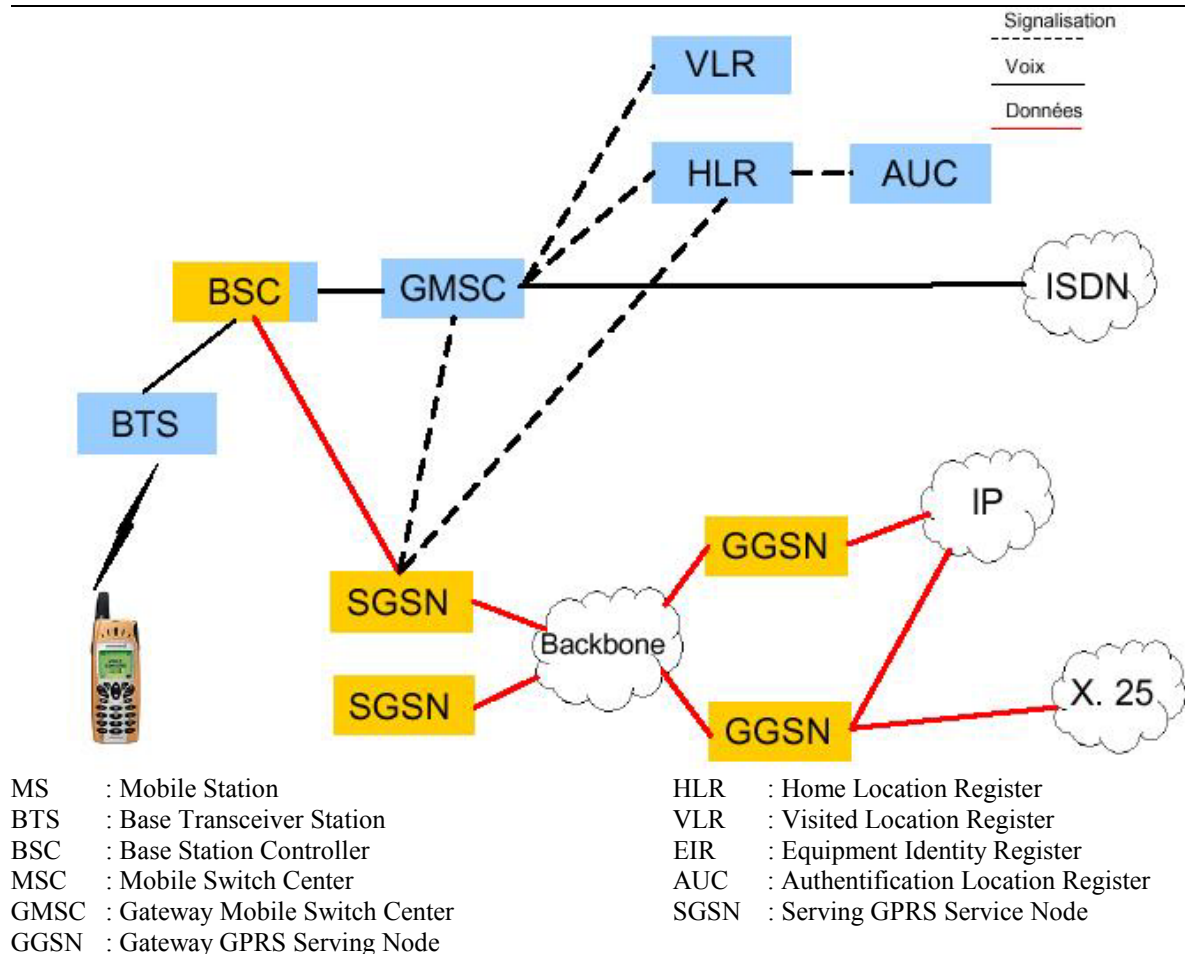 Signalisation
Voix
Données
VLR
HLR
AUC
BSC
GMSC
ISDN
BTS
IP
GGSN
SGSN
Backbone
SGSN
GGSN
X. 25
MS : Mobile Station
BTS : Base Transceiver Station
BSC : Base Station Controller
MSC : Mobile Switch Center
GMSC : Gateway Mobile Switch Center
GGSN : Gateway GPRS Serving Node
HLR : Home Location Register
VLR : Visited Location Register
EIR : Equipment Identity Register
AUC : Authentification Location Register
SGSN : Serving GPRS Service Node